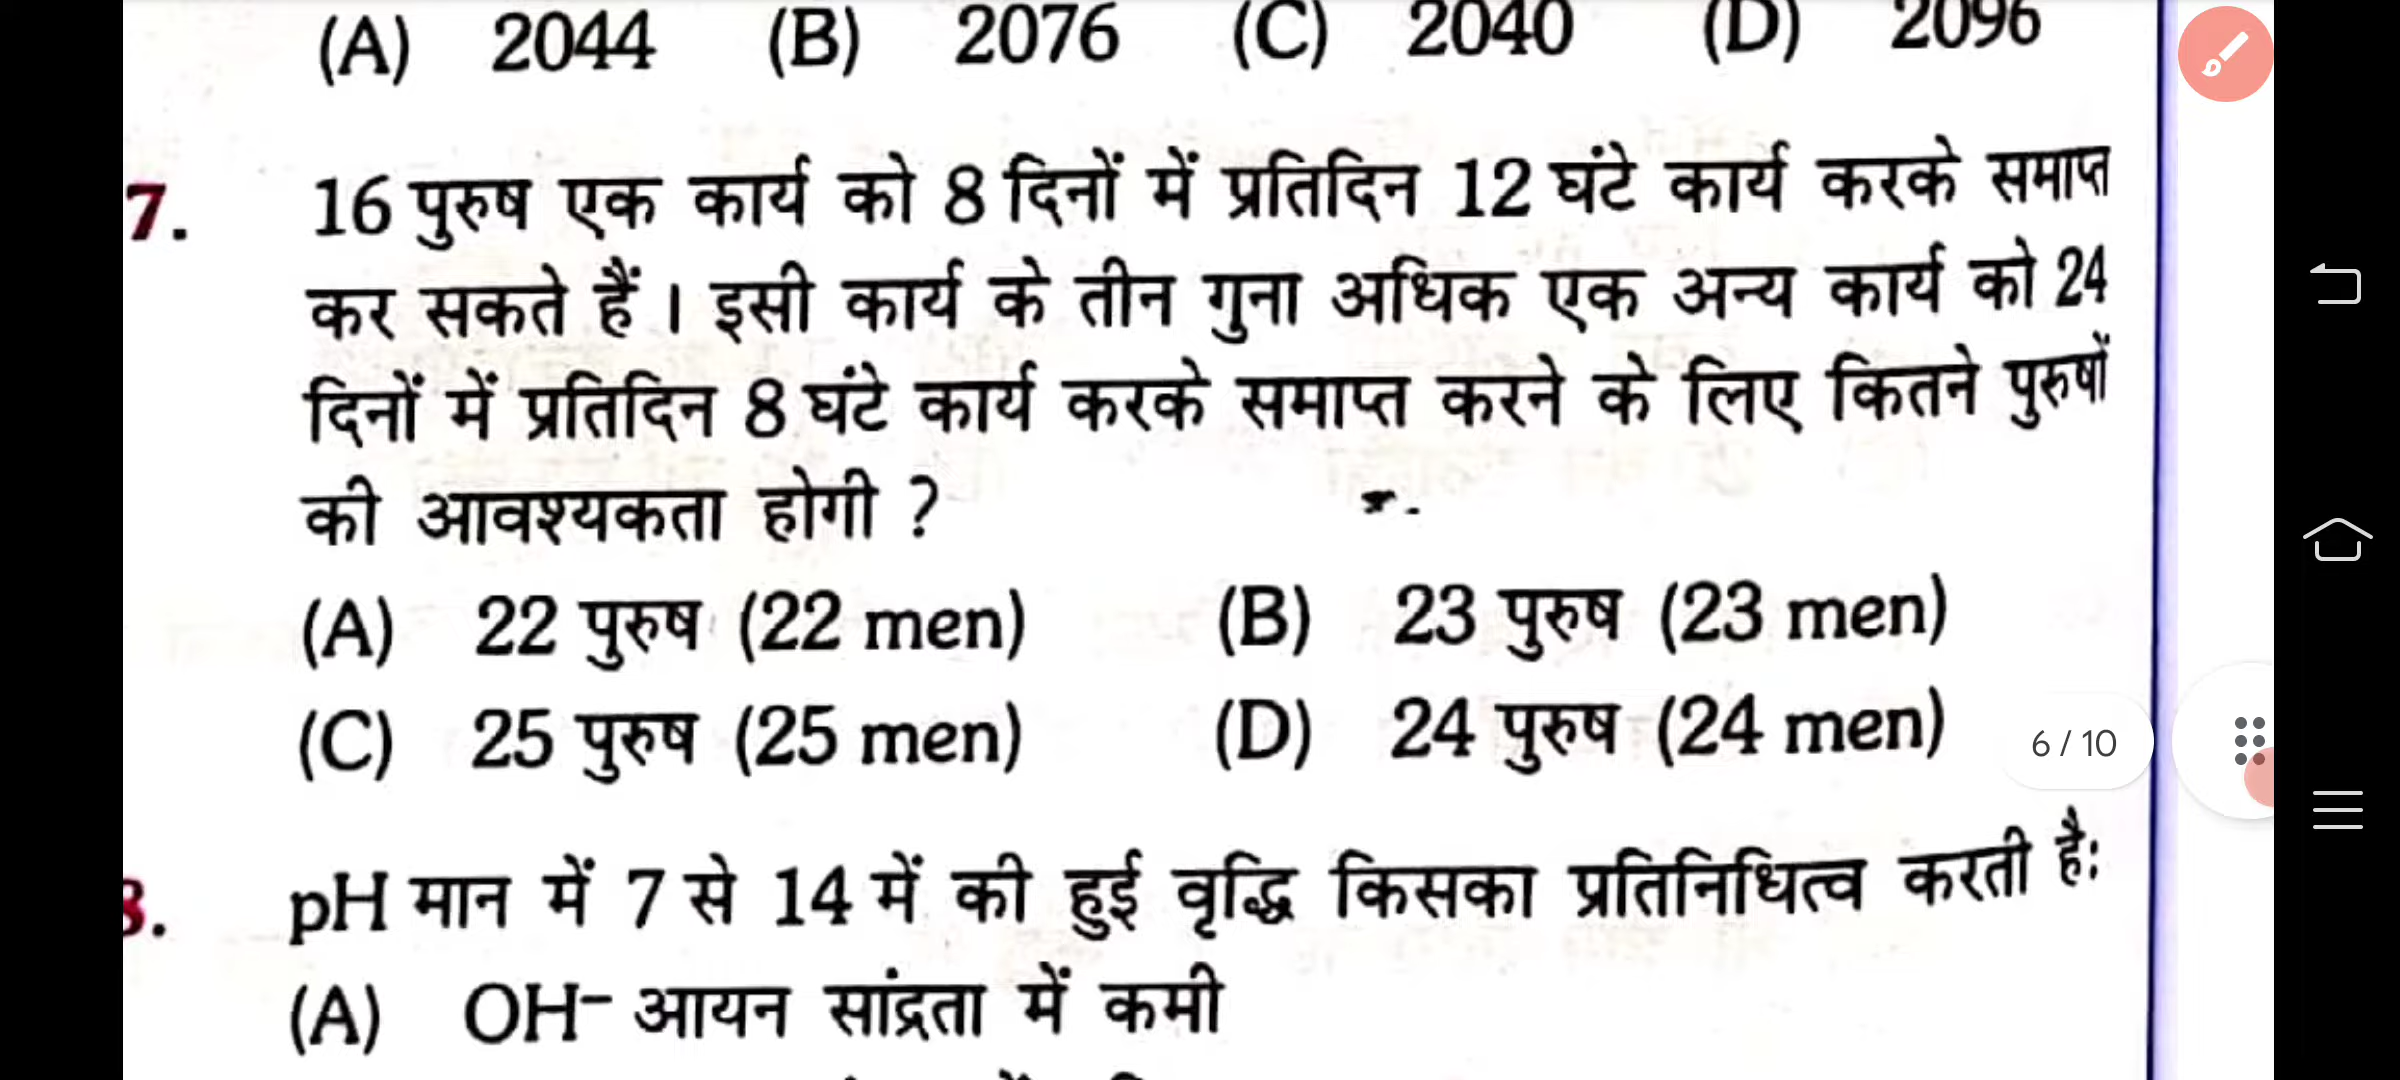 (A) 2044 (B) 2076 (C) 2040 (D) 2096
7. 16 पुरुष एक कार्य को 8 दिनों में प्रतिदिन 12 घंटे कार्य करके समाप्त
कर सकते हैं । इसी कार्य के तीन गुना अधिक एक अन्य कार्य को 24
दिनों में प्रतिदिन 8 घंटे कार्य करके समाप्त करने के लिए कितने पुरुषों
की आवश्यकता होगी ?
(A) 22 पुरुष (22 men) (B) 23 पुरुष (23 men)
(C) 25 पुरुष (25 men) (D) 24 पुरुष (24 men)
6 / 10
8. pH मान में 7 से 14 में की हुई वृद्धि किसका प्रतिनिधित्व करती है:
(A) OH⁻ आयन सांद्रता में कमी